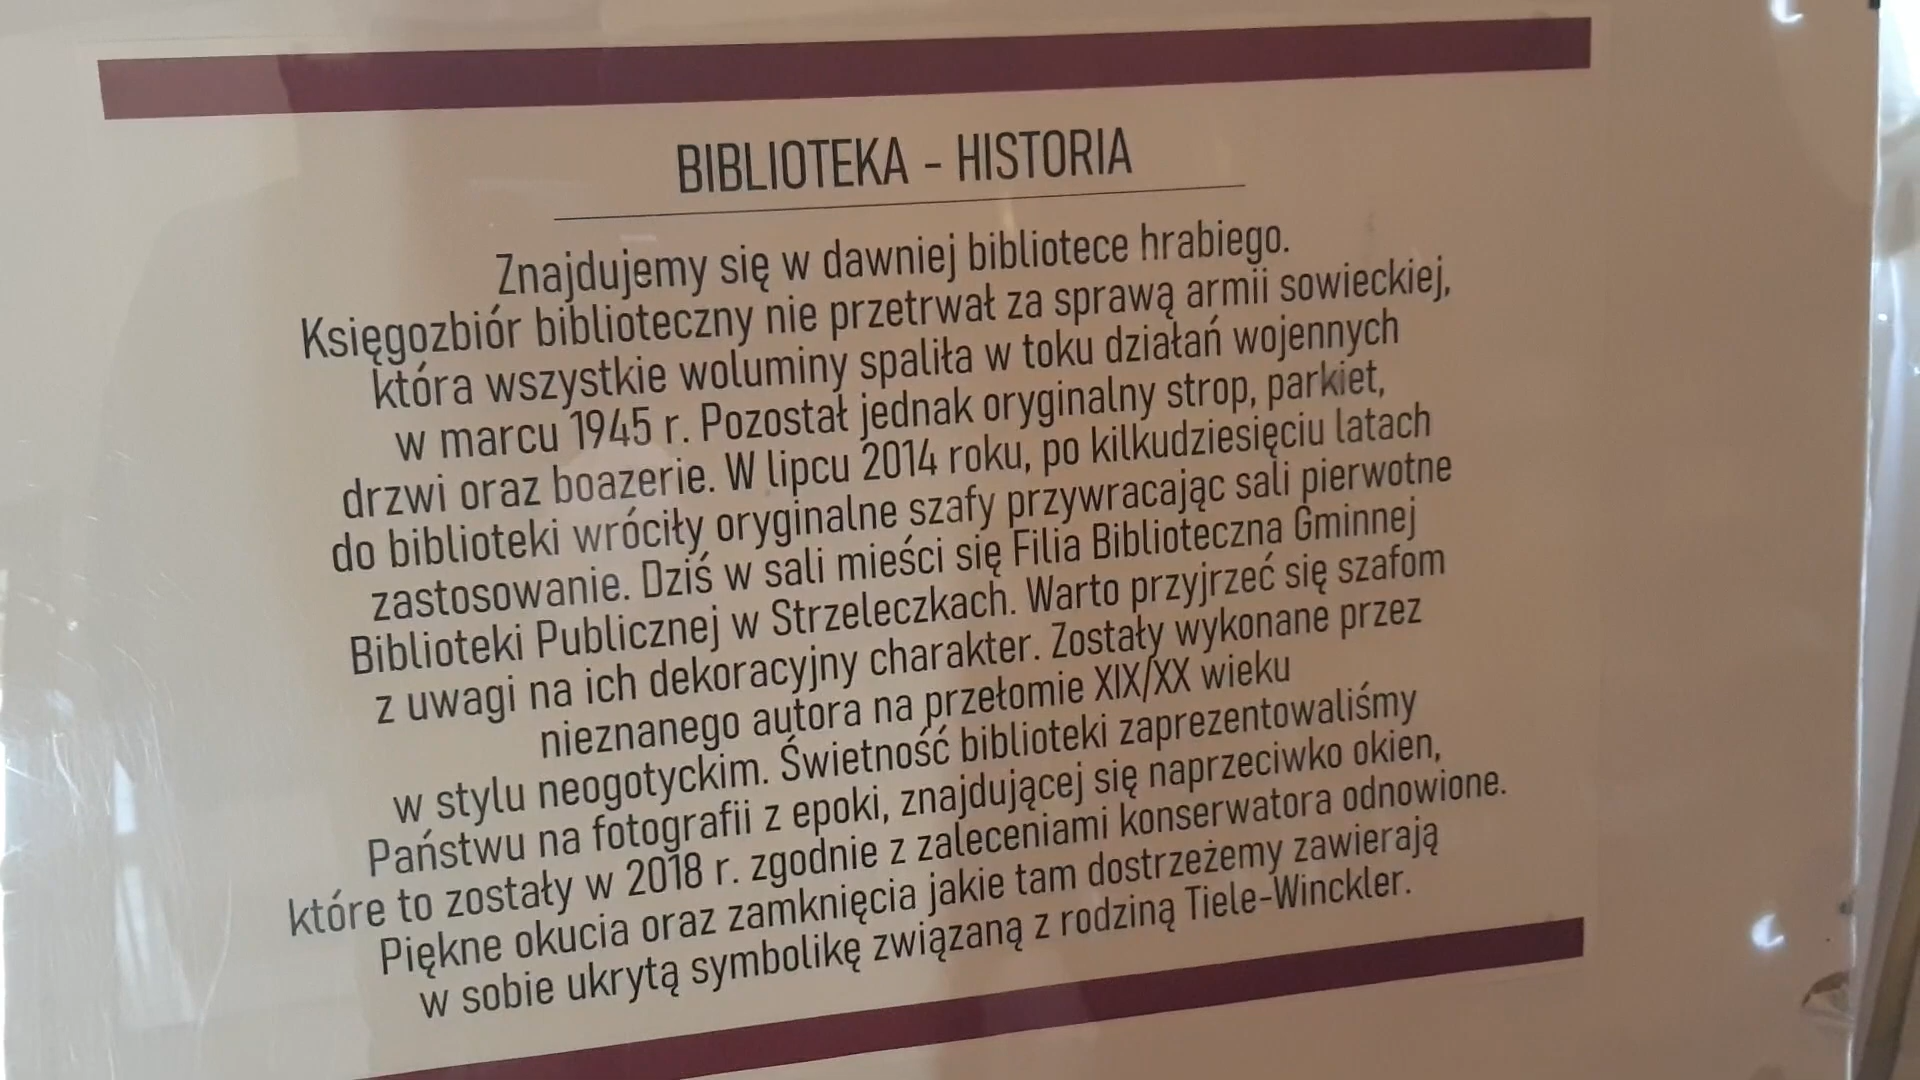 BIBLIOTEKA - HISTORIA
Znajdujemy się w dawniej bibliotece hrabiego.
Księgozbiór biblioteczny nie przetrwał za sprawą armii sowieckiej,
która wszystkie woluminy spaliła w toku działań wojennych
w marcu 1945 r. Pozostał jednak oryginalny strop, parkiet,
drzwi oraz boazerie. W lipcu 2014 roku, po kilkudziesięciu latach
do biblioteki wróciły oryginalne szafy przywracając sali pierwotne
zastosowanie. Dziś w sali mieści się Filia Biblioteczna Gminnej
Biblioteki Publicznej w Strzeleczkach. Warto przyjrzeć się szafom
z uwagi na ich dekoracyjny charakter. Zostały wykonane przez
nieznanego autora na przełomie XIX/XX wieku
w stylu neogotyckim. Świetność biblioteki zaprezentowaliśmy
Państwu na fotografii z epoki, znajdującej się naprzeciwko okien,
które to zostały w 2018 r. zgodnie z zaleceniami konserwatora odnowione.
Piękne okucia oraz zamknięcia jakie tam dostrzeżemy zawierają
w sobie ukrytą symbolikę związaną z rodziną Tiele-Winckler.